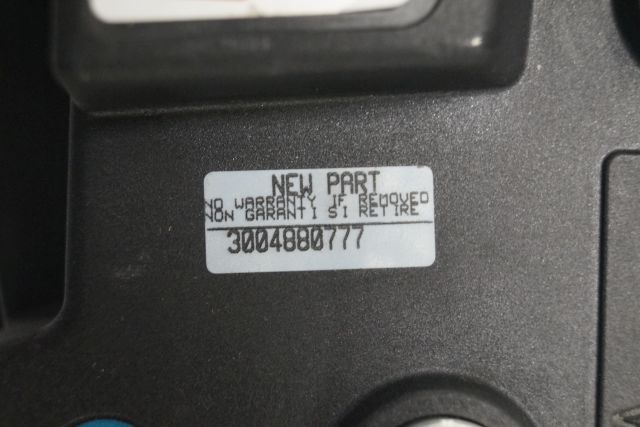 NEW PART
NO WARRANTY IF REMOVED
NON GARANTI SI RETIRE
3004880777